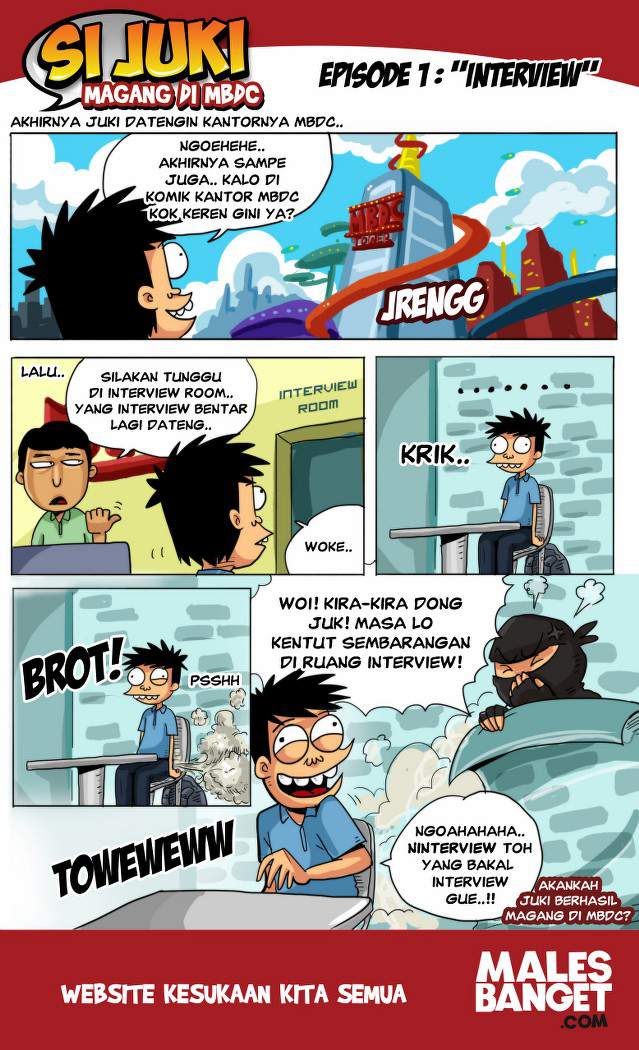 SI JUKI
MAGANG DI MBDC
EPISODE 1 : "INTERVIEW"
AKHIRNYA JUKI DATENGIN KANTORNYA MBDC..
NGOEHEHE..
AKHIRNYA SAMPE
JUGA.. KALO DI
KOMIK KANTOR MBDC
KOK KEREN GINI YA?
MBDC
TOWER
JRENGG
LALU..
SILAKAN TUNGGU
DI INTERVIEW ROOM..
YANG INTERVIEW BENTAR
LAGI DATENG..
INTERVIEW
ROOM
WOKE..
.......
KRIK..
BROT!
PSSHH
WOI! KIRA-KIRA DONG
JUK! MASA LO
KENTUT SEMBARANGAN
DI RUANG INTERVIEW!
TOWEWEWW
NGOAHAHAHA..
NINTERVIEW TOH
YANG BAKAL
INTERVIEW
GUE..!!
AKANKAH
JUKI BERHASIL
MAGANG DI MBDC?
WEBSITE KESUKAAN KITA SEMUA
MALES
BANGET
.COM